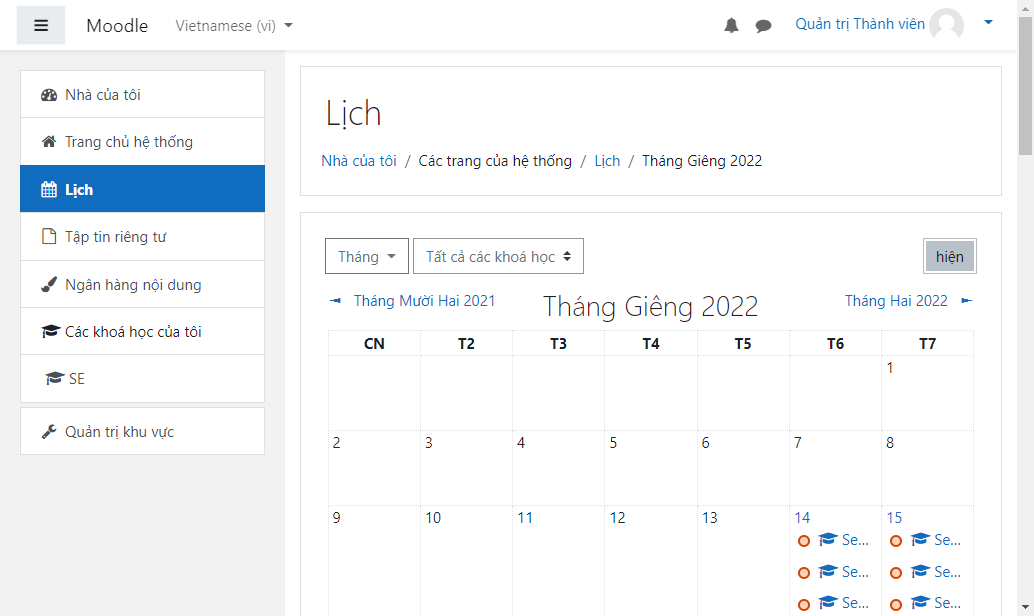 Moodle Vietnamese (vi) Quản trị Thành viên
Nhà của tôi
Trang chủ hệ thống
Lịch
Tập tin riêng tư
Ngân hàng nội dung
Các khoá học của tôi
SE
Quản trị khu vực
Lịch
Nhà của tôi / Các trang của hệ thống / Lịch / Tháng Giêng 2022
Tháng Tất cả các khoá học hiện
Tháng Mười Hai 2021 Tháng Giêng 2022 Tháng Hai 2022
CN T2 T3 T4 T5 T6 T7
1
2 3 4 5 6 7 8
9 10 11 12 13 14 15
Se... Se...
Se... Se...
Se... Se...